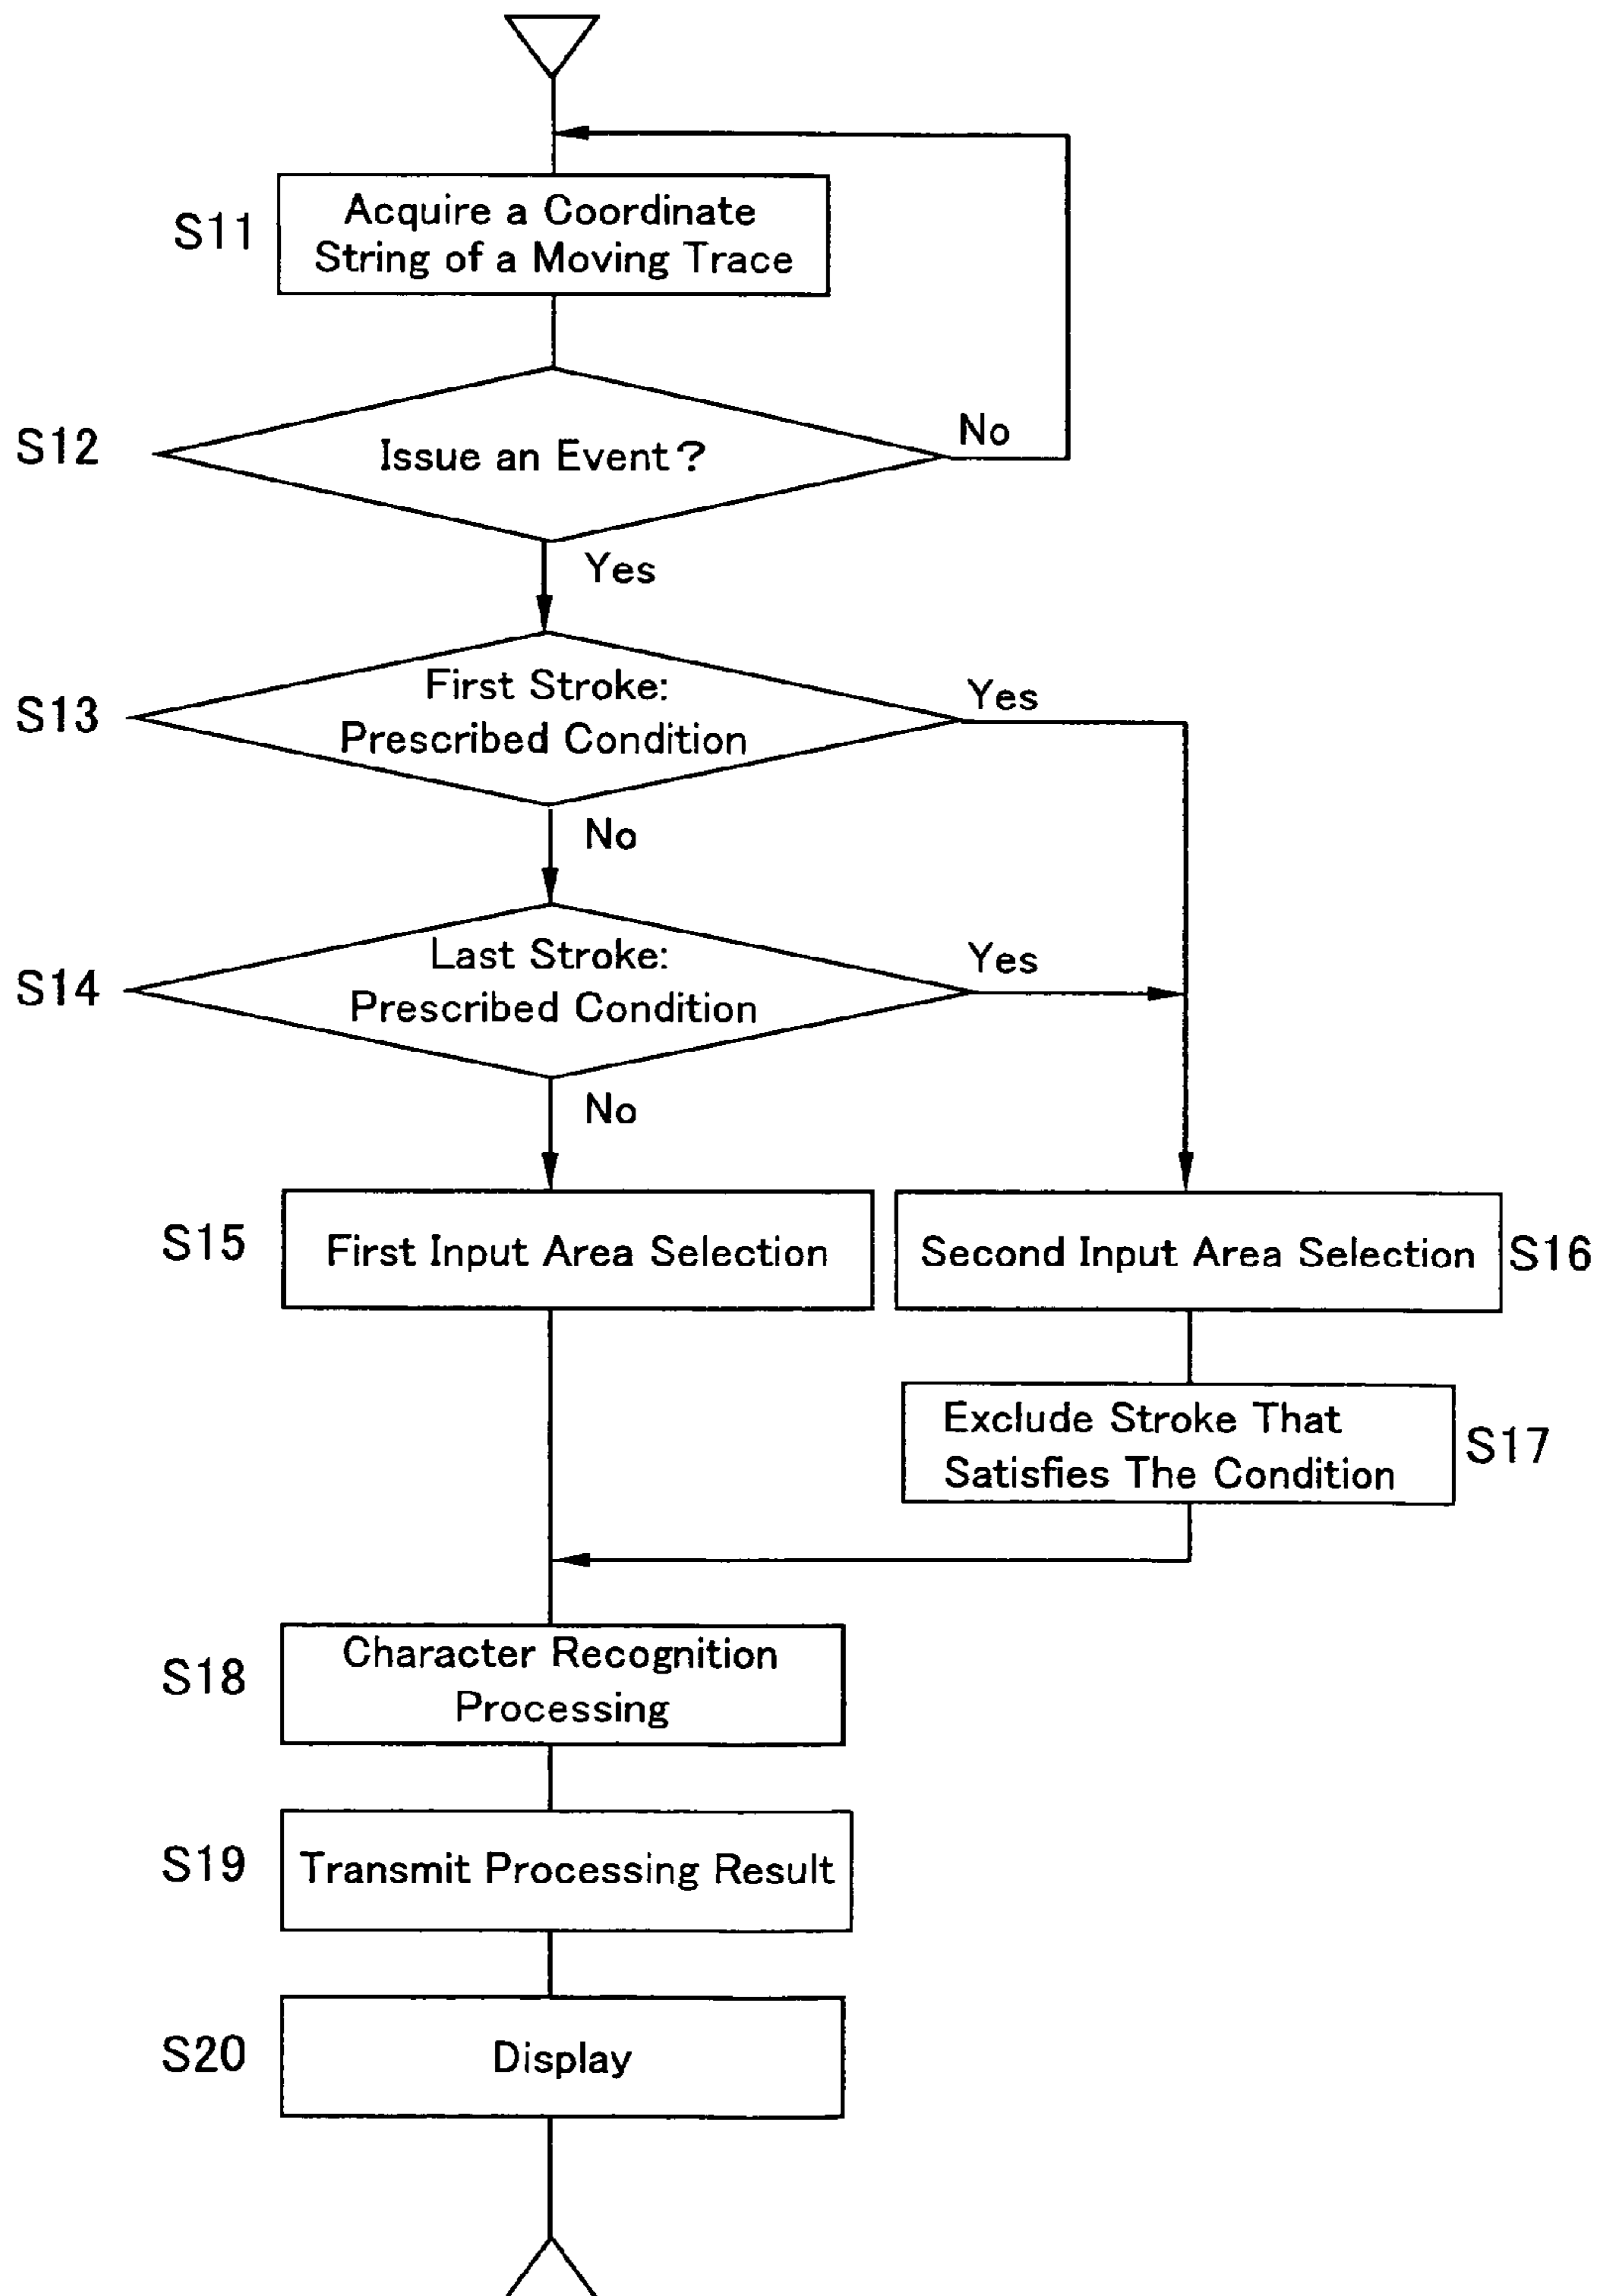 S11
Acquire a Coordinate
String of a Moving Trace
S12
Issue an Event?
No
Yes
S13
First Stroke:
Prescribed Condition
Yes
No
S14
Last Stroke:
Prescribed Condition
Yes
No
S15
First Input Area Selection
Second Input Area Selection
S16
Exclude Stroke That
Satisfies The Condition
S17
S18
Character Recognition
Processing
S19
Transmit Processing Result
S20
Display